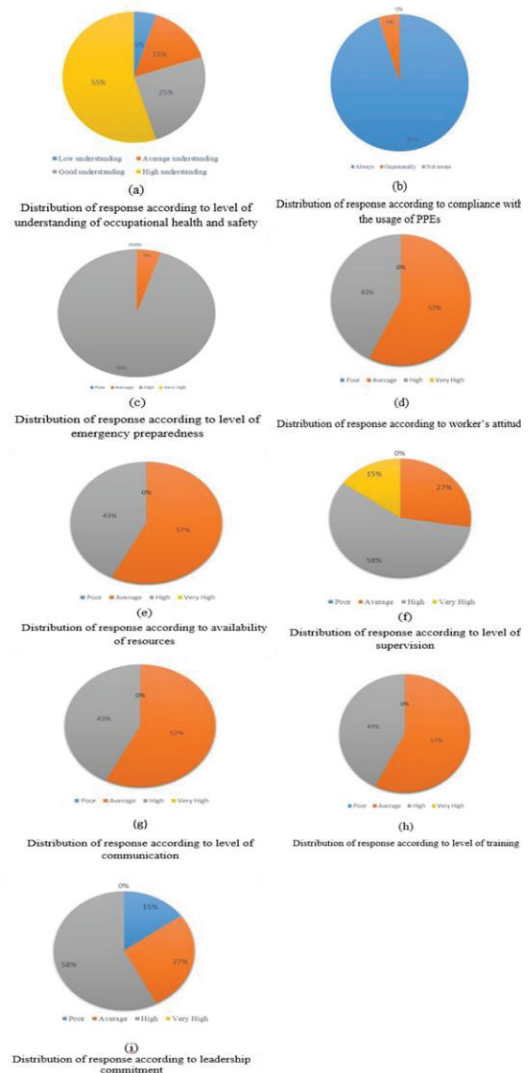 5%
15%
25%
55%
Low understanding Average understanding
Good understanding High understanding
(a)
Distribution of response according to level of
understanding of occupational health and safety
0%
5%
Always Occasionally Not aware
(b)
Distribution of response according to compliance with
the usage of PPEs
5%
Poor Average High Very High
(c)
Distribution of response according to level of
emergency preparedness
0%
43%
57%
Poor Average High Very High
(d)
Distribution of response according to worker's attitud
0%
43%
57%
Poor Average High Very High
(e)
Distribution of response according to availability
of resources
0%
15%
27%
58%
Poor Average High Very High
(f)
Distribution of response according to level of
supervision
0%
43%
57%
Poor Average High Very High
(g)
Distribution of response according to level of
communication
0%
43%
57%
Poor Average High Very High
(h)
Distribution of response according to level of training
0%
15%
27%
58%
Poor Average High Very High
(i)
Distribution of response according to leadership
commitment